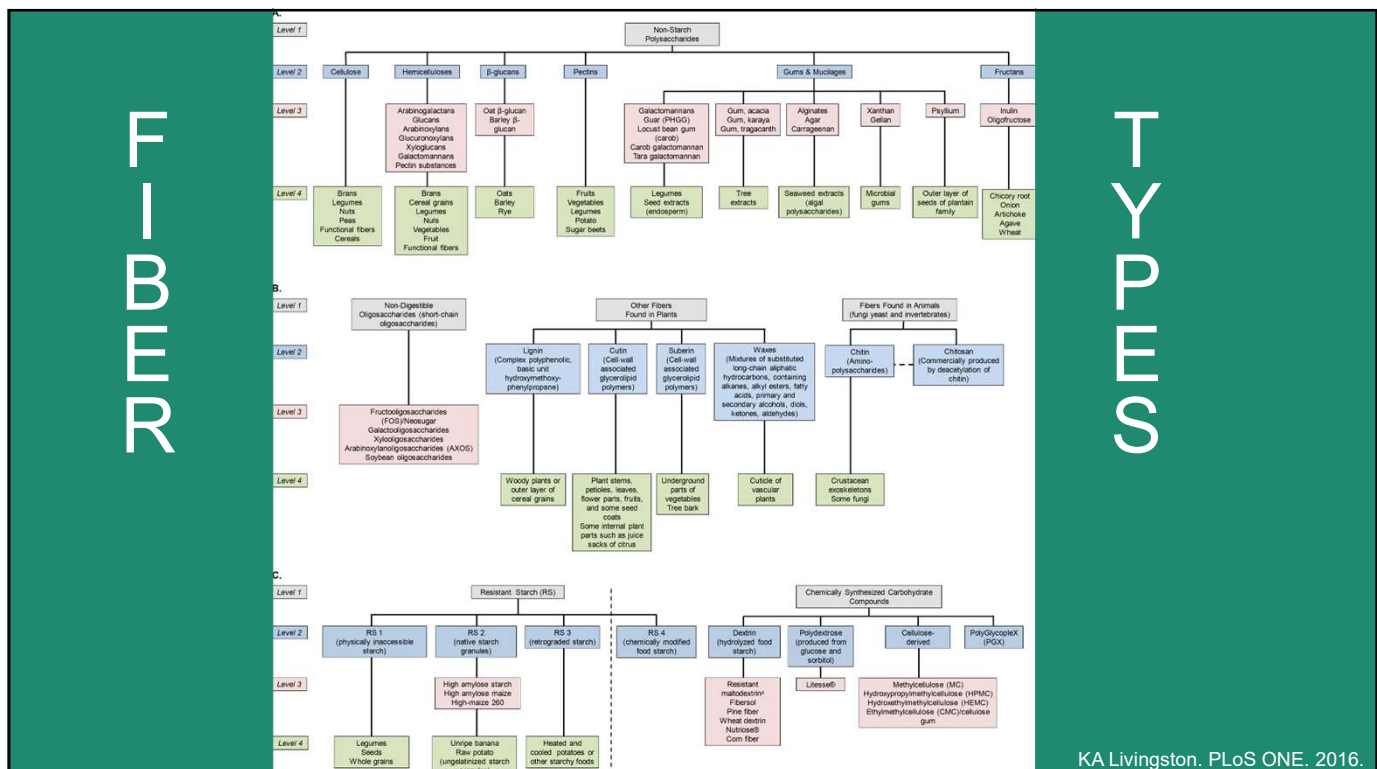 FIBER
TYPES
A.
Level 1
Non-Starch
Polysaccharides
Level 2
Cellulose
Hemicelluloses
β-glucans
Pectins
Gums & Mucilages
Fructans
Level 3
Arabinogalactans
Glucans
Arabinoxylans
Glucuronoxylans
Xyloglucans
Galactomannans
Pectin substances
Oat β-glucan
Barley β-
glucan
Galactomannans
Guar (PHGG)
Locust bean gum
(carob)
Carob galactomannan
Tara galactomannan
Gum, acacia
Gum, karaya
Gum, tragacanth
Alginates
Agar
Carrageenan
Xanthan
Gellan
Psyllium
Inulin
Oligofructose
Level 4
Brans
Legumes
Nuts
Peas
Functional fibers
Cereals
Brans
Cereal grains
Legumes
Nuts
Vegetables
Fruit
Functional fibers
Oats
Barley
Rye
Fruits
Vegetables
Legumes
Potato
Sugar beets
Legumes
Seed extracts
(endosperm)
Tree
extracts
Seaweed extracts
(algal
polysaccharides)
Microbial
gums
Outer layer of
seeds of plantain
family
Chicory root
Onion
Artichoke
Agave
Wheat
B.
Level 1
Non-Digestible
Oligosaccharides (short-chain
oligosaccharides)
Other Fibers
Found in Plants
Fibers Found in Animals
(fungi yeast and invertebrates)
Level 2
Lignin
(Complex polyphenolic,
basic unit
hydroxymethoxy-
phenylpropane)
Cutin
(Cell-wall
associated
glycerolipid
polymers)
Suberin
(Cell-wall
associated
glycerolipid
polymers)
Waxes
(Mixtures of substituted
long-chain alphatic
hydrocarbons, containing
alkanes, alkyl esters, fatty
acids, primary and
secondary alcohols, diols,
ketones, aldehydes)
Chitin
(Amino-
polysaccharides)
Chitosan
(Commercially produced
by deacetylation of
chitin)
Level 3
Fructooligosaccharides
(FOS)/Neosugar
Galactooligosaccharides
Xylooligosaccharides
Arabinoxylanoligosaccharides (AXOS)
Soybean oligosaccharides
Level 4
Woody plants or
outer layer of
cereal grains
Plant stems,
petioles, leaves,
flower parts, fruits,
and some seed
coats
Some internal plant
parts such as juice
sacks of citrus
Underground
parts of
vegetables
Tree bark
Cuticle of
vascular
plants
Crustacean
exoskeletons
Some fungi
C.
Level 1
Resistant Starch (RS)
Chemically Synthesized Carbohydrate
Compounds
Level 2
RS 1
(physically inaccessible
starch)
RS 2
(native starch
granules)
RS 3
(retrograded starch)
RS 4
(chemically modified
food starch)
Dextrin
(hydrolyzed food
starch)
Polydextrose
(produced from
glucose and
sorbitol)
Cellulose-
derived
PolyGlycopleX
(PGX)
Level 3
High amylose starch
High amylose maize
High-maize 260
Resistant
maltodextrinª
Fibersol
Pine fiber
Wheat dextrin
Nutriose®
Corn fiber
Litesse®
Methylcellulose (MC)
Hydroxypropylmethylcellulose (HPMC)
Hydroxethylmethylcellulose (HEMC)
Ethylmethylcellulose (CMC)/cellulose
gum
Level 4
Legumes
Seeds
Whole grains
Unripe banana
Raw potato
(ungelatinized starch
Heated and
cooled potatoes or
other starchy foods
KA Livingston. PLoS ONE. 2016.